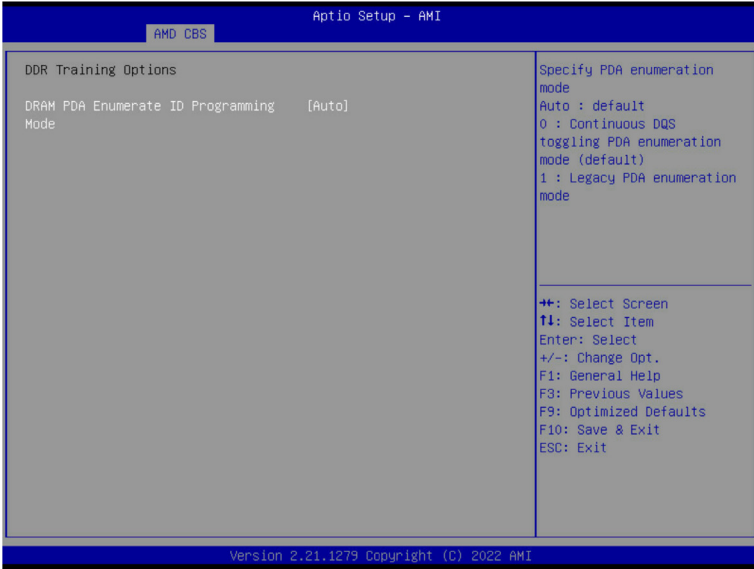 Aptio Setup – AMI
AMD CBS
DDR Training Options
DRAM PDA Enumerate ID Programming [Auto]
Mode
Specify PDA enumeration
mode
Auto : default
0 : Continuous DQS
toggling PDA enumeration
mode (default)
1 : Legacy PDA enumeration
mode
→←: Select Screen
↑↓: Select Item
Enter: Select
+/-: Change Opt.
F1: General Help
F3: Previous Values
F9: Optimized Defaults
F10: Save & Exit
ESC: Exit
Version 2.21.1279 Copyright (C) 2022 AMI